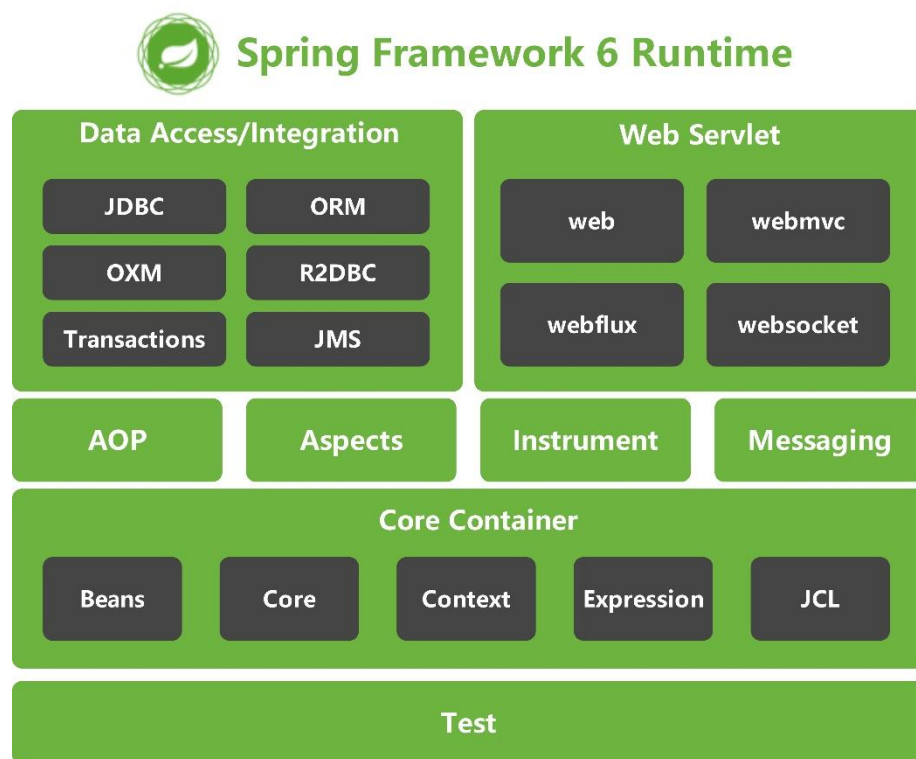 Spring Framework 6 Runtime
Data Access/Integration
JDBC
ORM
OXM
R2DBC
Transactions
JMS
Web Servlet
web
webmvc
webflux
websocket
AOP
Aspects
Instrument
Messaging
Core Container
Beans
Core
Context
Expression
JCL
Test